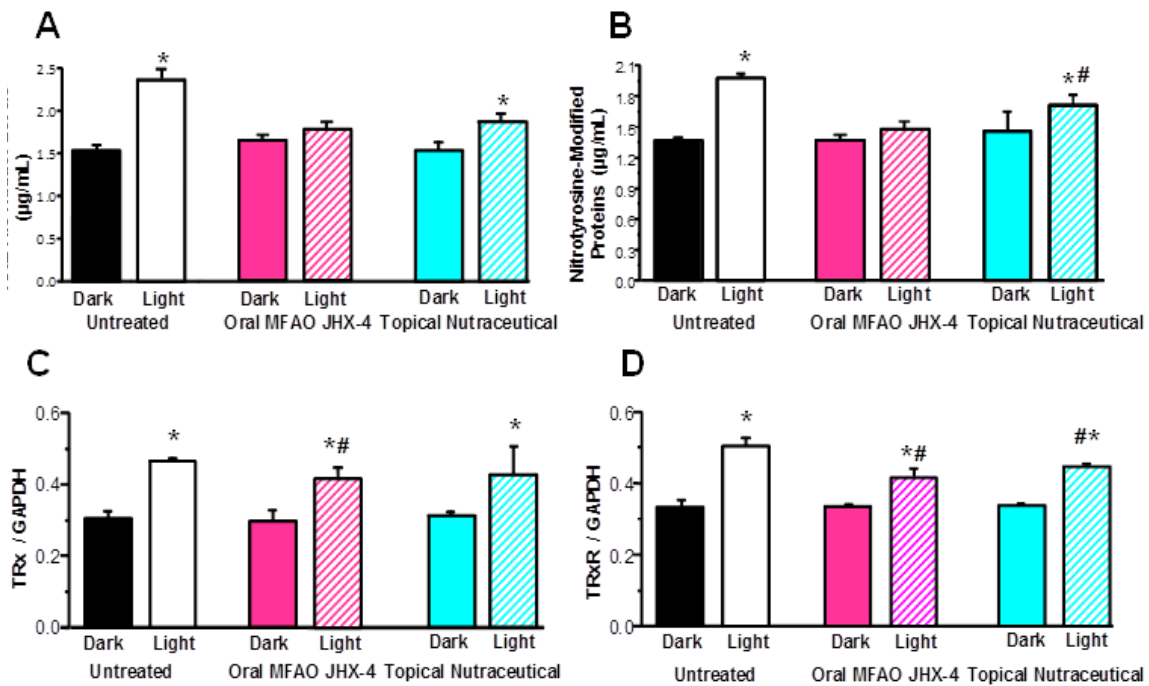 A
(µg/mL)
2.5
2.0
1.5
1.0
0.5
0.0
*
*
Dark Light Dark Light Dark Light
Untreated Oral MFAO JHX-4 Topical Nutraceutical
B
Nitrotyrosine-Modified
Proteins (µg/mL)
2.1
1.8
1.5
1.2
0.9
0.6
0.3
0.0
*
*#
Dark Light Dark Light Dark Light
Untreated Oral MFAO JHX-4 Topical Nutraceutical
C
TRx / GAPDH
0.6
0.4
0.2
0.0
*
*#
*
Dark Light Dark Light Dark Light
Untreated Oral MFAO JHX-4 Topical Nutraceutical
D
TRxR / GAPDH
0.6
0.4
0.2
0.0
*
*#
#*
Dark Light Dark Light Dark Light
Untreated Oral MFAO JHX-4 Topical Nutraceutical